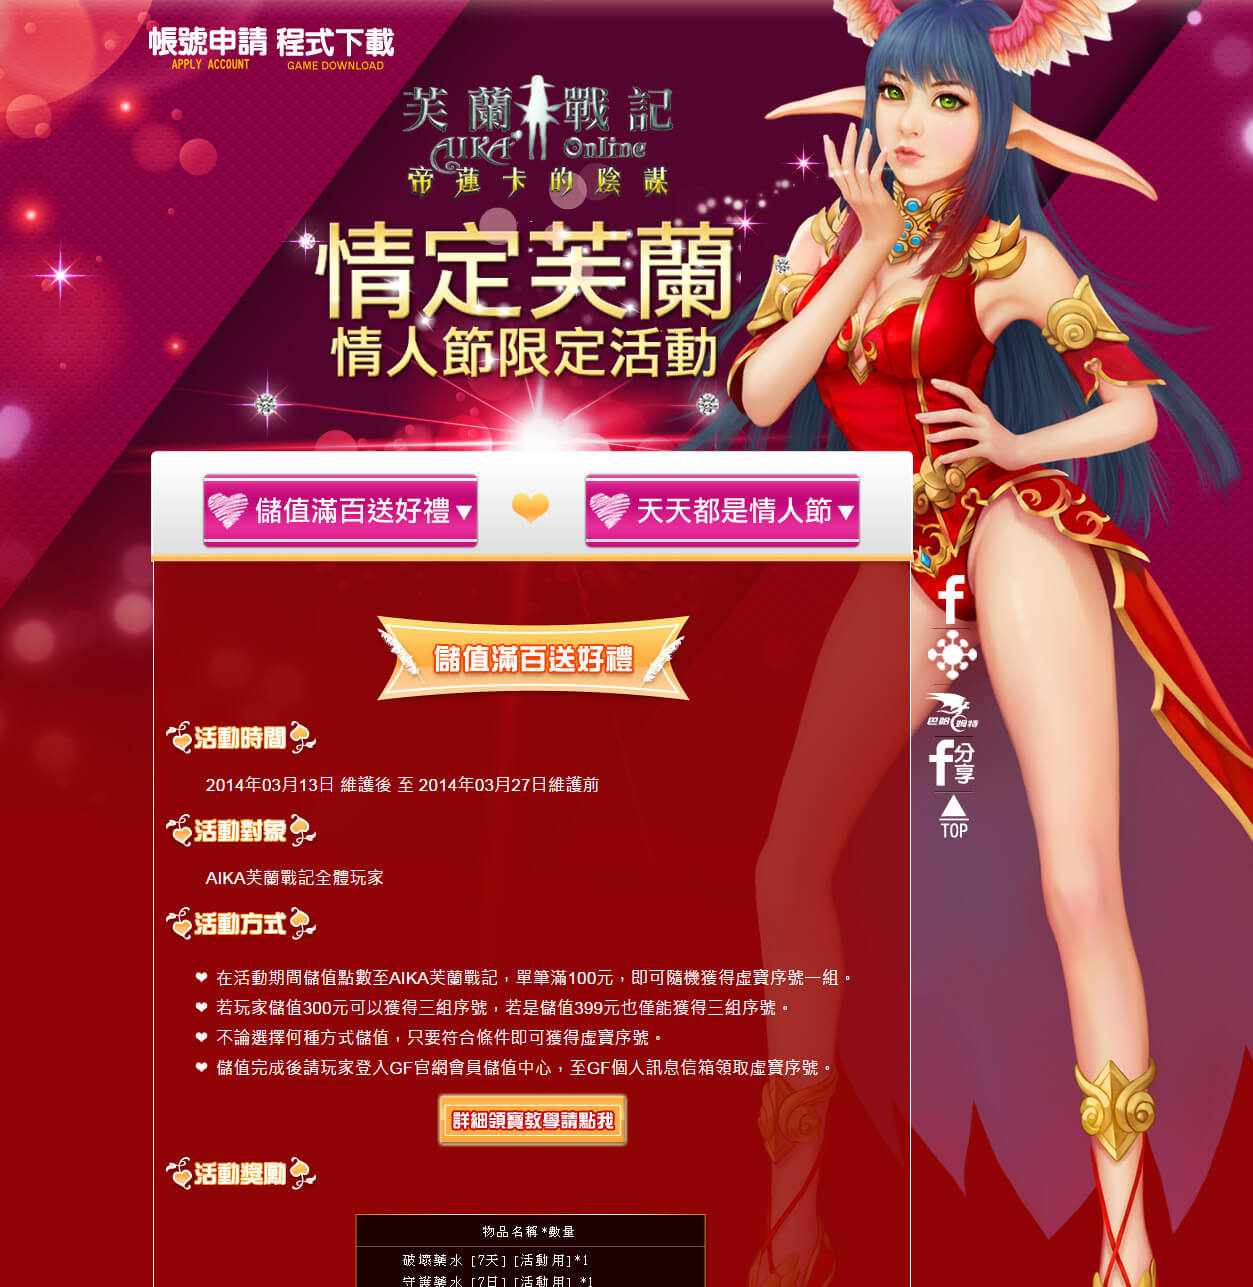 帳號申請 程式下載
APPLY ACCOUNT GAME DOWNLOAD
芙蘭戰記
AIKA OnLine
帝蓮卡的陰謀
情定芙蘭
情人節限定活動
儲值滿百送好禮▼ 天天都是情人節▼
儲值滿百送好禮
f
巴哈姆特
f分享
TOP
活動時間
2014年03月13日 維護後 至 2014年03月27日維護前
活動對象
AIKA芙蘭戰記全體玩家
活動方式
❤ 在活動期間儲值點數至AIKA芙蘭戰記，單筆滿100元，即可隨機獲得虛寶序號一組。
❤ 若玩家儲值300元可以獲得三組序號，若是儲值399元也僅能獲得三組序號。
❤ 不論選擇何種方式儲值，只要符合條件即可獲得虛寶序號。
❤ 儲值完成後請玩家登入GF官網會員儲值中心，至GF個人訊息信箱領取虛寶序號。
詳細領寶教學請點我
活動獎勵
物品名稱*數量
破壞藥水 [7天] [活動用]*1
守護藥水 [7日] [活動用] *1